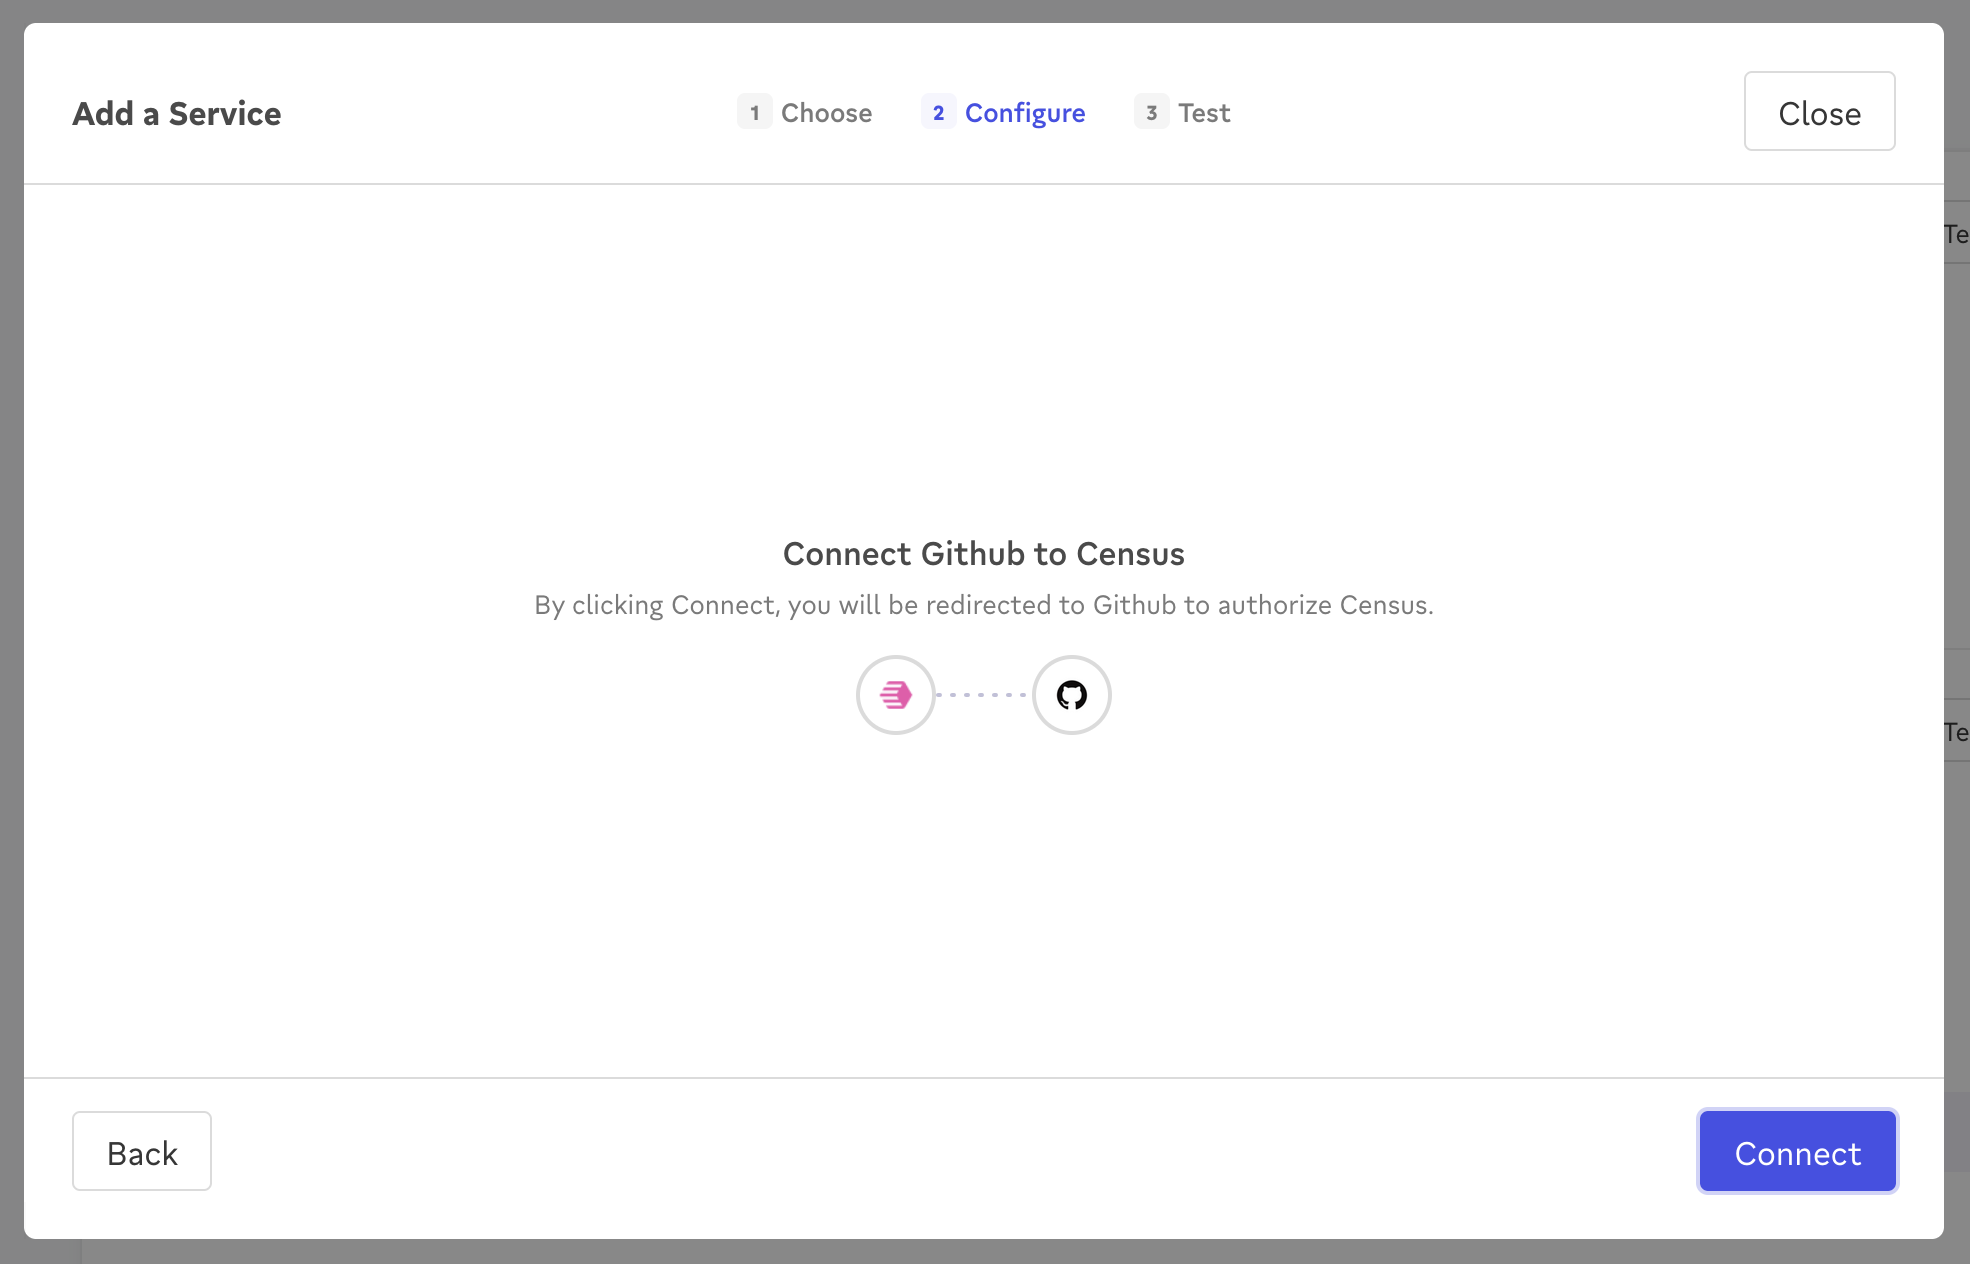 Add a Service
1 Choose 2 Configure 3 Test
Close
Te
Connect Github to Census
By clicking Connect, you will be redirected to Github to authorize Census.
Te
Back
Connect